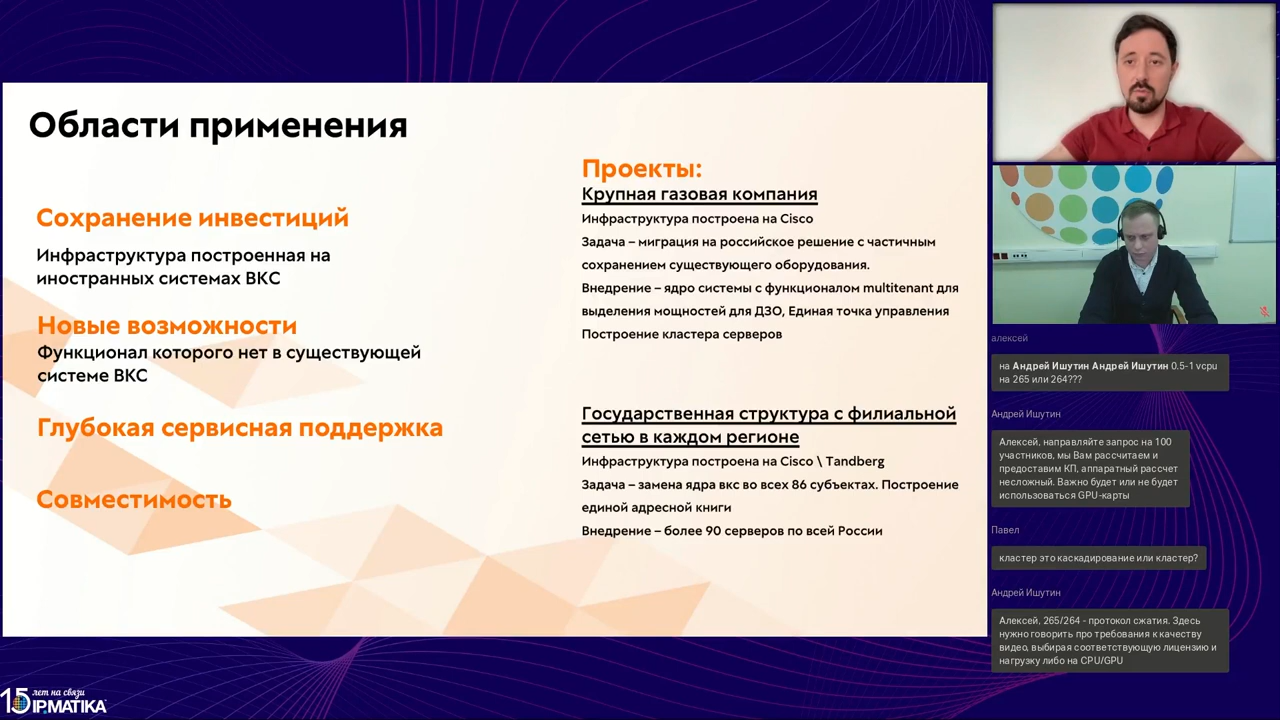 Области применения
Сохранение инвестиций
Инфраструктура построенная на
иностранных системах ВКС
Новые возможности
Функционал которого нет в существующей
системе ВКС
Глубокая сервисная поддержка
Совместимость
Проекты:
Крупная газовая компания
Инфраструктура построена на Cisco
Задача – миграция на российское решение с частичным
сохранением существующего оборудования.
Внедрение – ядро системы с функционалом multitenant для
выделения мощностей для ДЗО, Единая точка управления
Построение кластера серверов
Государственная структура с филиальной
сетью в каждом регионе
Инфраструктура построена на Cisco \ Tandberg
Задача – замена ядра вкс во всех 86 субъектах. Построение
единой адресной книги
Внедрение – более 90 серверов по всей России
алексей
на Андрей Ишутин Андрей Ишутин 0.5-1 vcpu
на 265 или 264???
Андрей Ишутин
Алексей, направляйте запрос на 100
участников, мы Вам рассчитаем и
предоставим КП, аппаратный рассчет
несложный. Важно будет или не будет
использоваться GPU-карты
Павел
кластер это каскадирование или кластер?
Андрей Ишутин
Алексей, 265/264 - протокол сжатия. Здесь
нужно говорить про требования к качеству
видео, выбирая соответствующую лицензию и
нагрузку либо на CPU/GPU
15 лет на связи
IPMATIKA